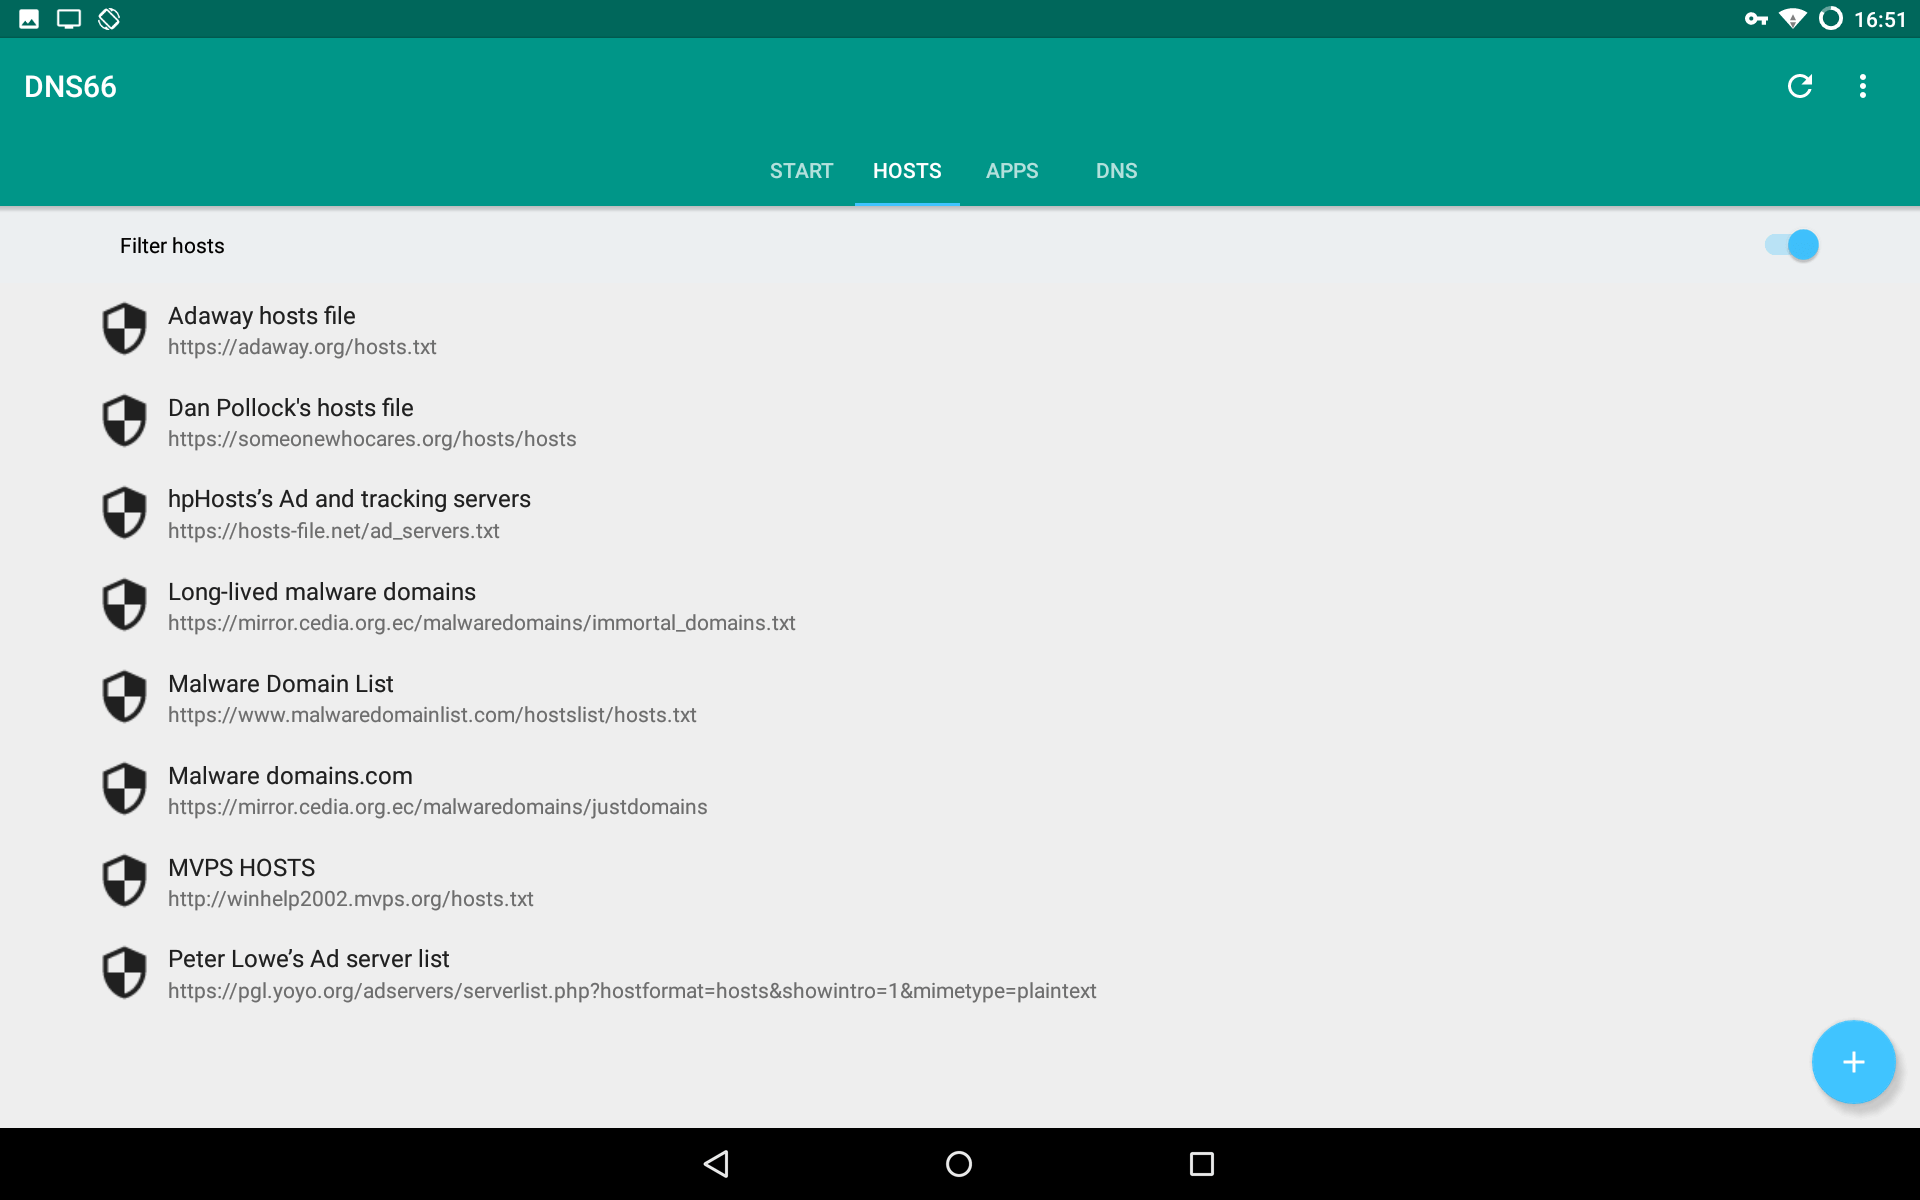 16:51
DNS66
START HOSTS APPS DNS
Filter hosts
Adaway hosts file
https://adaway.org/hosts.txt
Dan Pollock's hosts file
https://someonewhocares.org/hosts/hosts
hpHosts’s Ad and tracking servers
https://hosts-file.net/ad_servers.txt
Long-lived malware domains
https://mirror.cedia.org.ec/malwaredomains/immortal_domains.txt
Malware Domain List
https://www.malwaredomainlist.com/hostslist/hosts.txt
Malware domains.com
https://mirror.cedia.org.ec/malwaredomains/justdomains
MVPS HOSTS
http://winhelp2002.mvps.org/hosts.txt
Peter Lowe’s Ad server list
https://pgl.yoyo.org/adservers/serverlist.php?hostformat=hosts&showintro=1&mimetype=plaintext